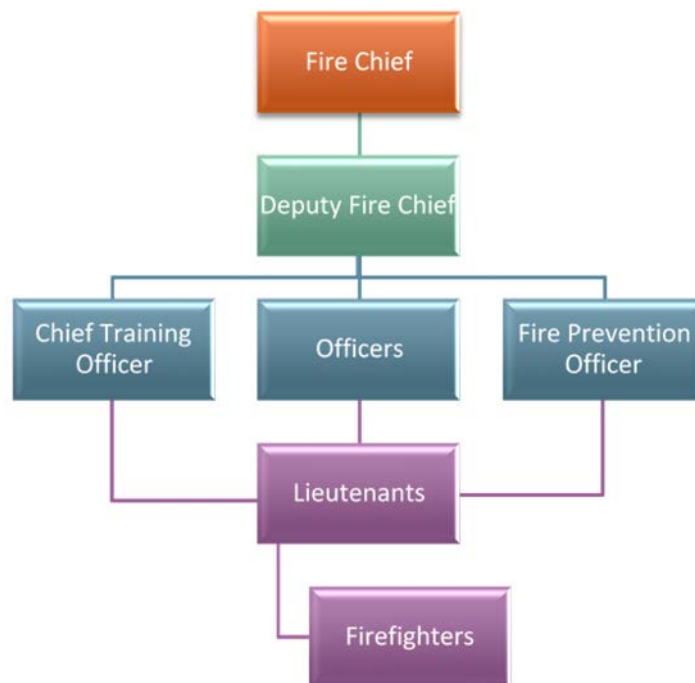 Fire Chief
Deputy Fire Chief
Chief Training
Officer
Officers
Fire Prevention
Officer
Lieutenants
Firefighters